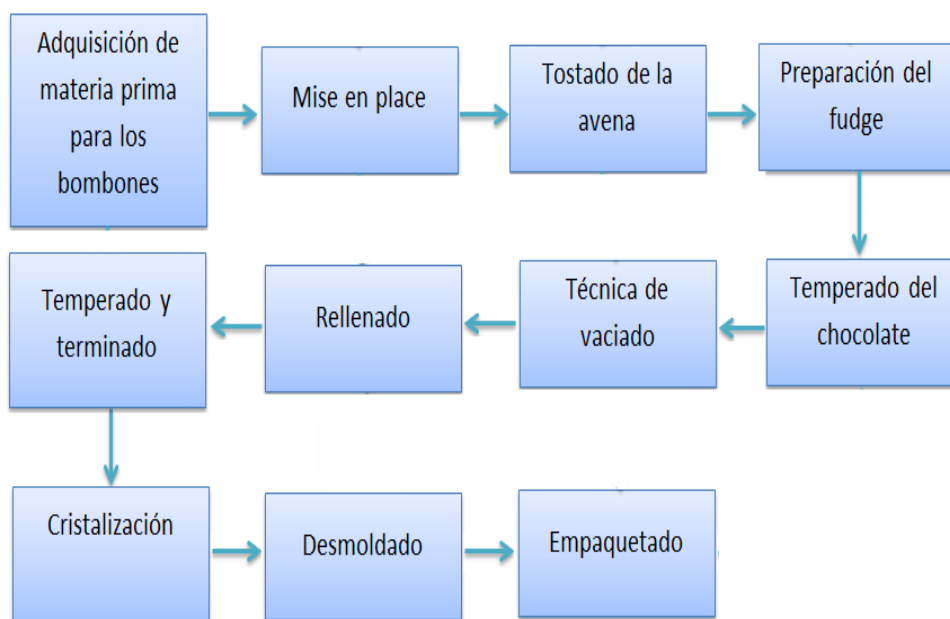 Adquisición de
materia prima
para los
bombones
Mise en place
Tostado de la
avena
Preparación del
fudge
Temperado del
chocolate
Técnica de
vaciado
Rellenado
Temperado y
terminado
Cristalización
Desmoldado
Empaquetado